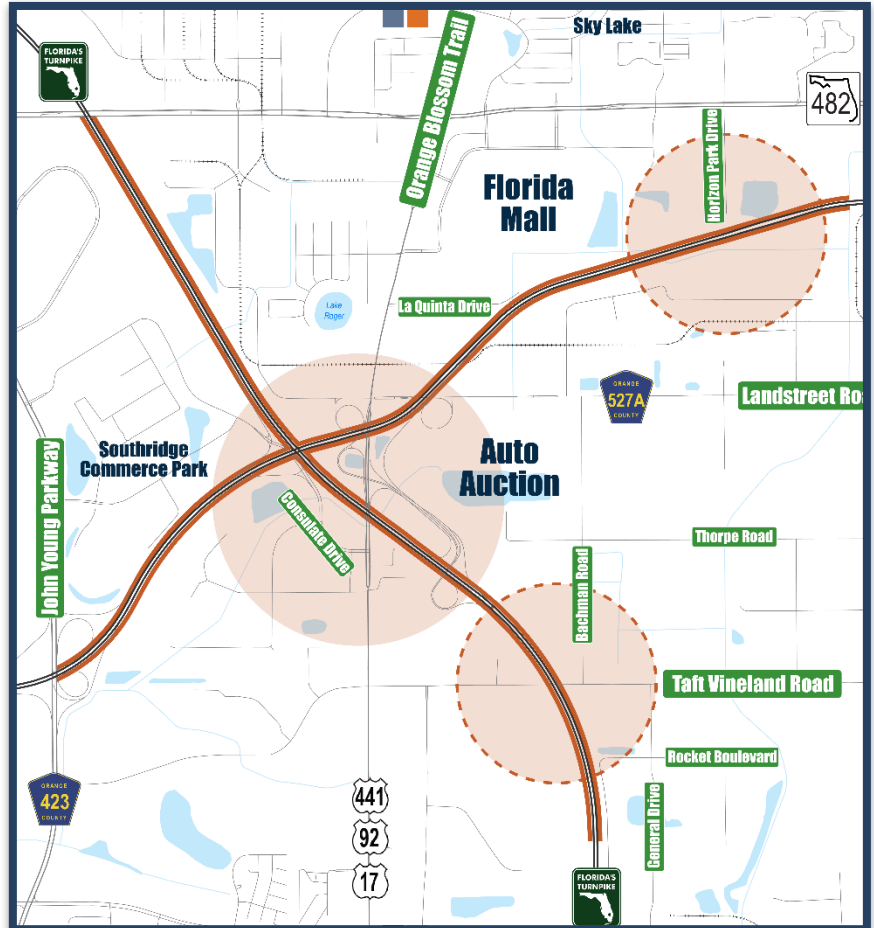 Sky Lake
FLORIDA'S
TURNPIKE
482
Orange Blossom Trail
Horizon Park Drive
Florida
Mall
La Quinta Drive
Lake
Roger
ORANGE
527A
COUNTY
Landstreet Ro
Southridge
Commerce Park
Auto
Auction
John Young Parkway
Consulate Drive
Thorpe Road
Bachman Road
Taft Vineland Road
Rocket Boulevard
ORANGE
423
COUNTY
441
92
17
General Drive
FLORIDA'S
TURNPIKE